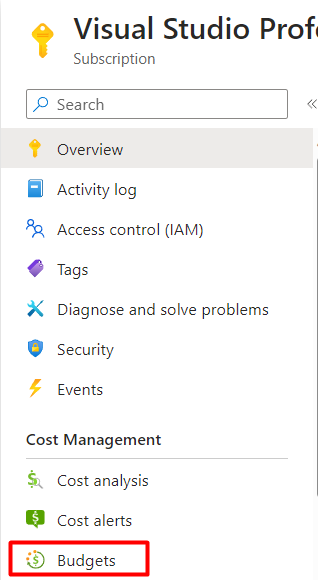 Visual Studio Prof
Subscription
Search
Overview
Activity log
Access control (IAM)
Tags
Diagnose and solve problems
Security
Events
Cost Management
Cost analysis
Cost alerts
Budgets